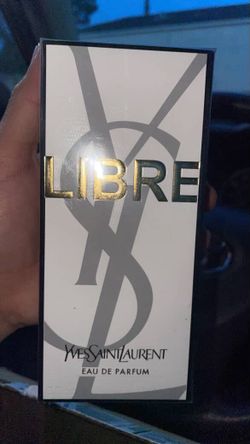 LIBRE
YVESSAINTLAURENT
EAU DE PARFUM